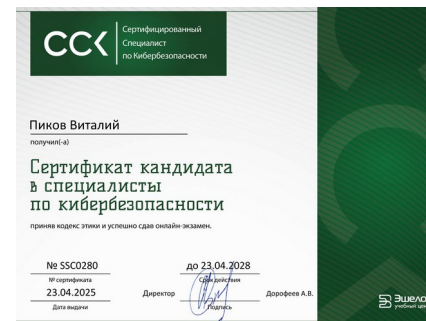 ССК
Сертифицированный
Специалист
по Кибербезопасности
Пиков Виталий
получил(-а)
Сертификат кандидата
в специалисты
по кибербезопасности
приняв кодекс этики и успешно сдав онлайн-экзамен.
№ SSC0280
до 23.04.2028
№ сертификата
Срок действия
23.04.2025
Директор
Дорофеев А.В.
Дата выдачи
Подпись
Эшелон
учебный центр